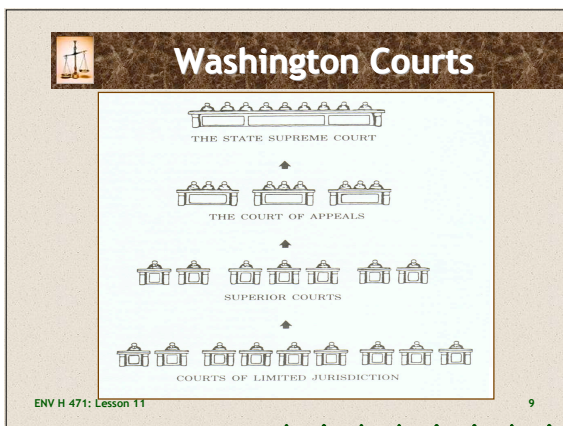 Washington Courts
THE STATE SUPREME COURT
THE COURT OF APPEALS
SUPERIOR COURTS
COURTS OF LIMITED JURISDICTION
ENV H 471: Lesson 11
9